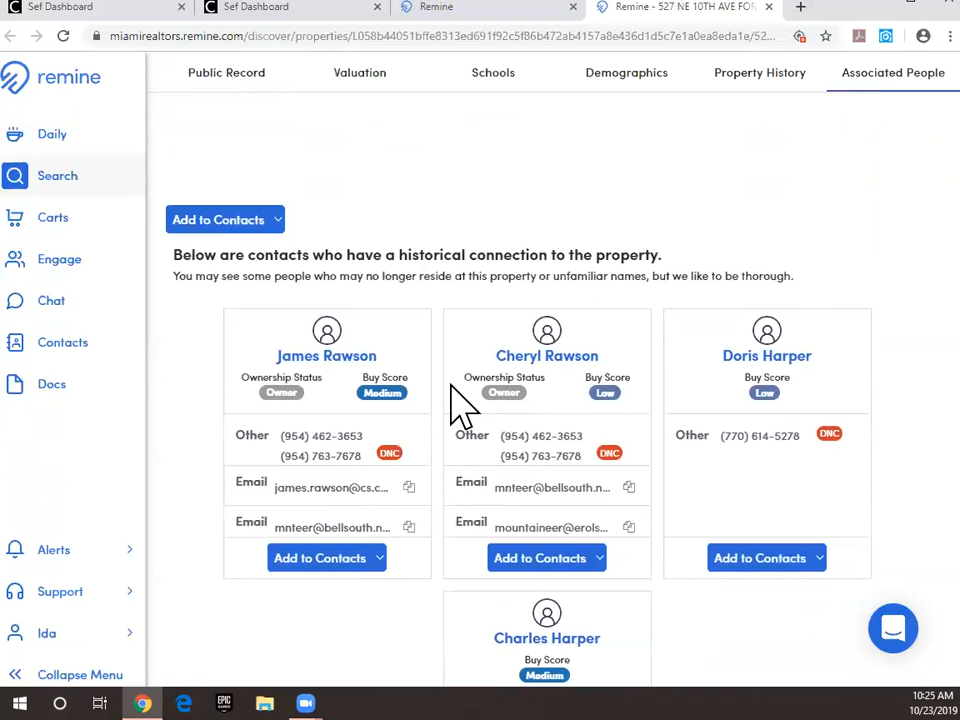 Sef Dashboard
Sef Dashboard
Remine
Remine - 527 NE 10TH AVE FOR
miamirealtors.remine.com/discover/properties/L058b44051bffe8313ed691f92c5f86b472ab4157a8e436d1d5c7e1a0ea8eda1e/52...
remine
Public Record
Valuation
Schools
Demographics
Property History
Associated People
Daily
Search
Carts
Engage
Chat
Contacts
Docs
Alerts
Support
Ida
Collapse Menu
Add to Contacts
Below are contacts who have a historical connection to the property.
You may see some people who may no longer reside at this property or unfamiliar names, but we like to be thorough.
James Rawson
Ownership Status Buy Score
Owner Medium
Other (954) 462-3653
(954) 763-7678 DNC
Email james.rawson@cs.c...
Email mnteer@bellsouth.n...
Add to Contacts
Cheryl Rawson
Ownership Status Buy Score
Owner Low
Other (954) 462-3653
(954) 763-7678 DNC
Email mnteer@bellsouth.n...
Email mountaineer@erols...
Add to Contacts
Doris Harper
Buy Score
Low
Other (770) 614-5278 DNC
Add to Contacts
Charles Harper
Buy Score
Medium
EPIC
10:25 AM
10/23/2019